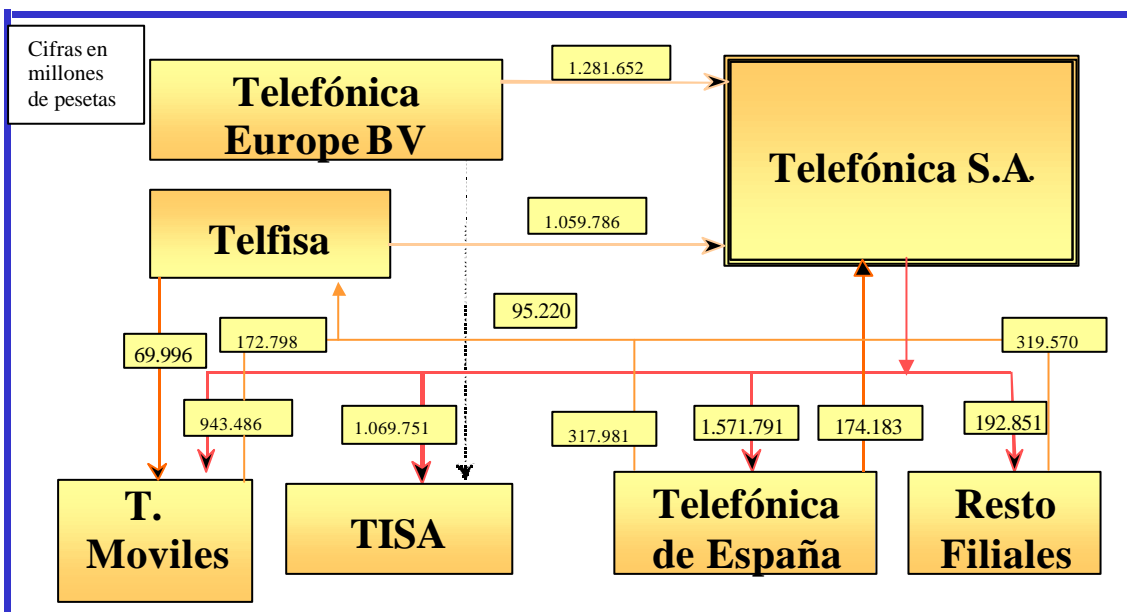 Cifras en
millones
de pesetas
1.281.652
Telefónica
Europe BV
Telefónica S.A.
Telfisa
1.059.786
95.220
69.996
172.798
319.570
943.486
1.069.751
317.981
1.571.791
174.183
192.851
T.
Moviles
TISA
Telefónica
de España
Resto
Filiales